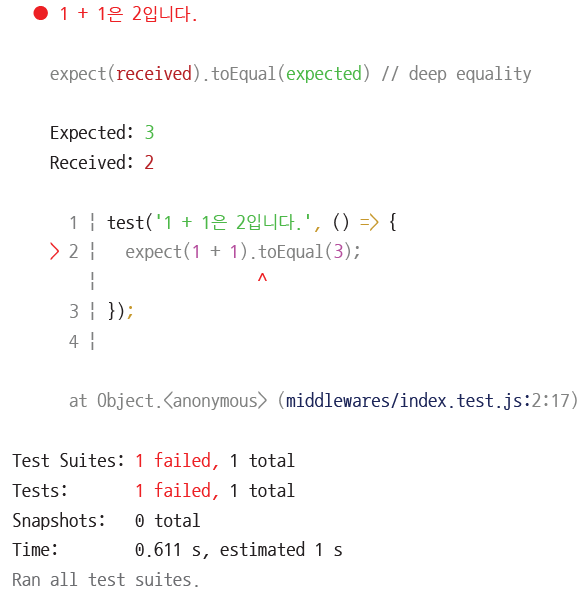 ● 1 + 1은 2입니다.
expect(received).toEqual(expected) // deep equality
Expected: 3
Received: 2
1 ¦ test('1 + 1은 2입니다.', () => {
> 2 ¦ expect(1 + 1).toEqual(3);
¦ ^
3 ¦ });
4 ¦
at Object.<anonymous> (middlewares/index.test.js:2:17)
Test Suites: 1 failed, 1 total
Tests: 1 failed, 1 total
Snapshots: 0 total
Time: 0.611 s, estimated 1 s
Ran all test suites.